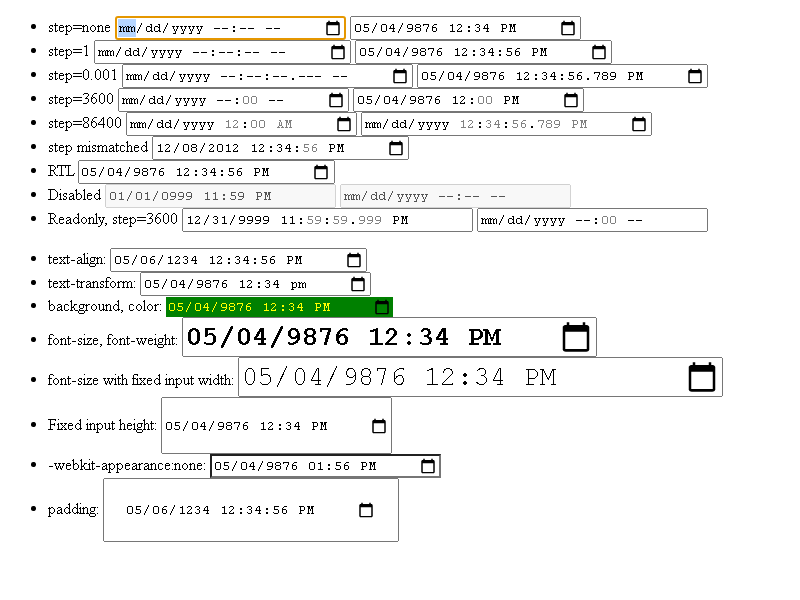 step=none mm/dd/yyyy --:-- -- 05/04/9876 12:34 PM
step=1 mm/dd/yyyy --:--:-- -- 05/04/9876 12:34:56 PM
step=0.001 mm/dd/yyyy --:--:--.--- -- 05/04/9876 12:34:56.789 PM
step=3600 mm/dd/yyyy --:00 -- 05/04/9876 12:00 PM
step=86400 mm/dd/yyyy 12:00 AM mm/dd/yyyy 12:34:56.789 PM
step mismatched 12/08/2012 12:34:56 PM
RTL 05/04/9876 12:34:56 PM
Disabled 01/01/0999 11:59 PM mm/dd/yyyy --:-- --
Readonly, step=3600 12/31/9999 11:59:59.999 PM mm/dd/yyyy --:00 --
text-align: 05/06/1234 12:34:56 PM
text-transform: 05/04/9876 12:34 pm
background, color: 05/04/9876 12:34 PM
font-size, font-weight: 05/04/9876 12:34 PM
font-size with fixed input width: 05/04/9876 12:34 PM
Fixed input height: 05/04/9876 12:34 PM
-webkit-appearance:none: 05/04/9876 01:56 PM
padding: 05/06/1234 12:34:56 PM